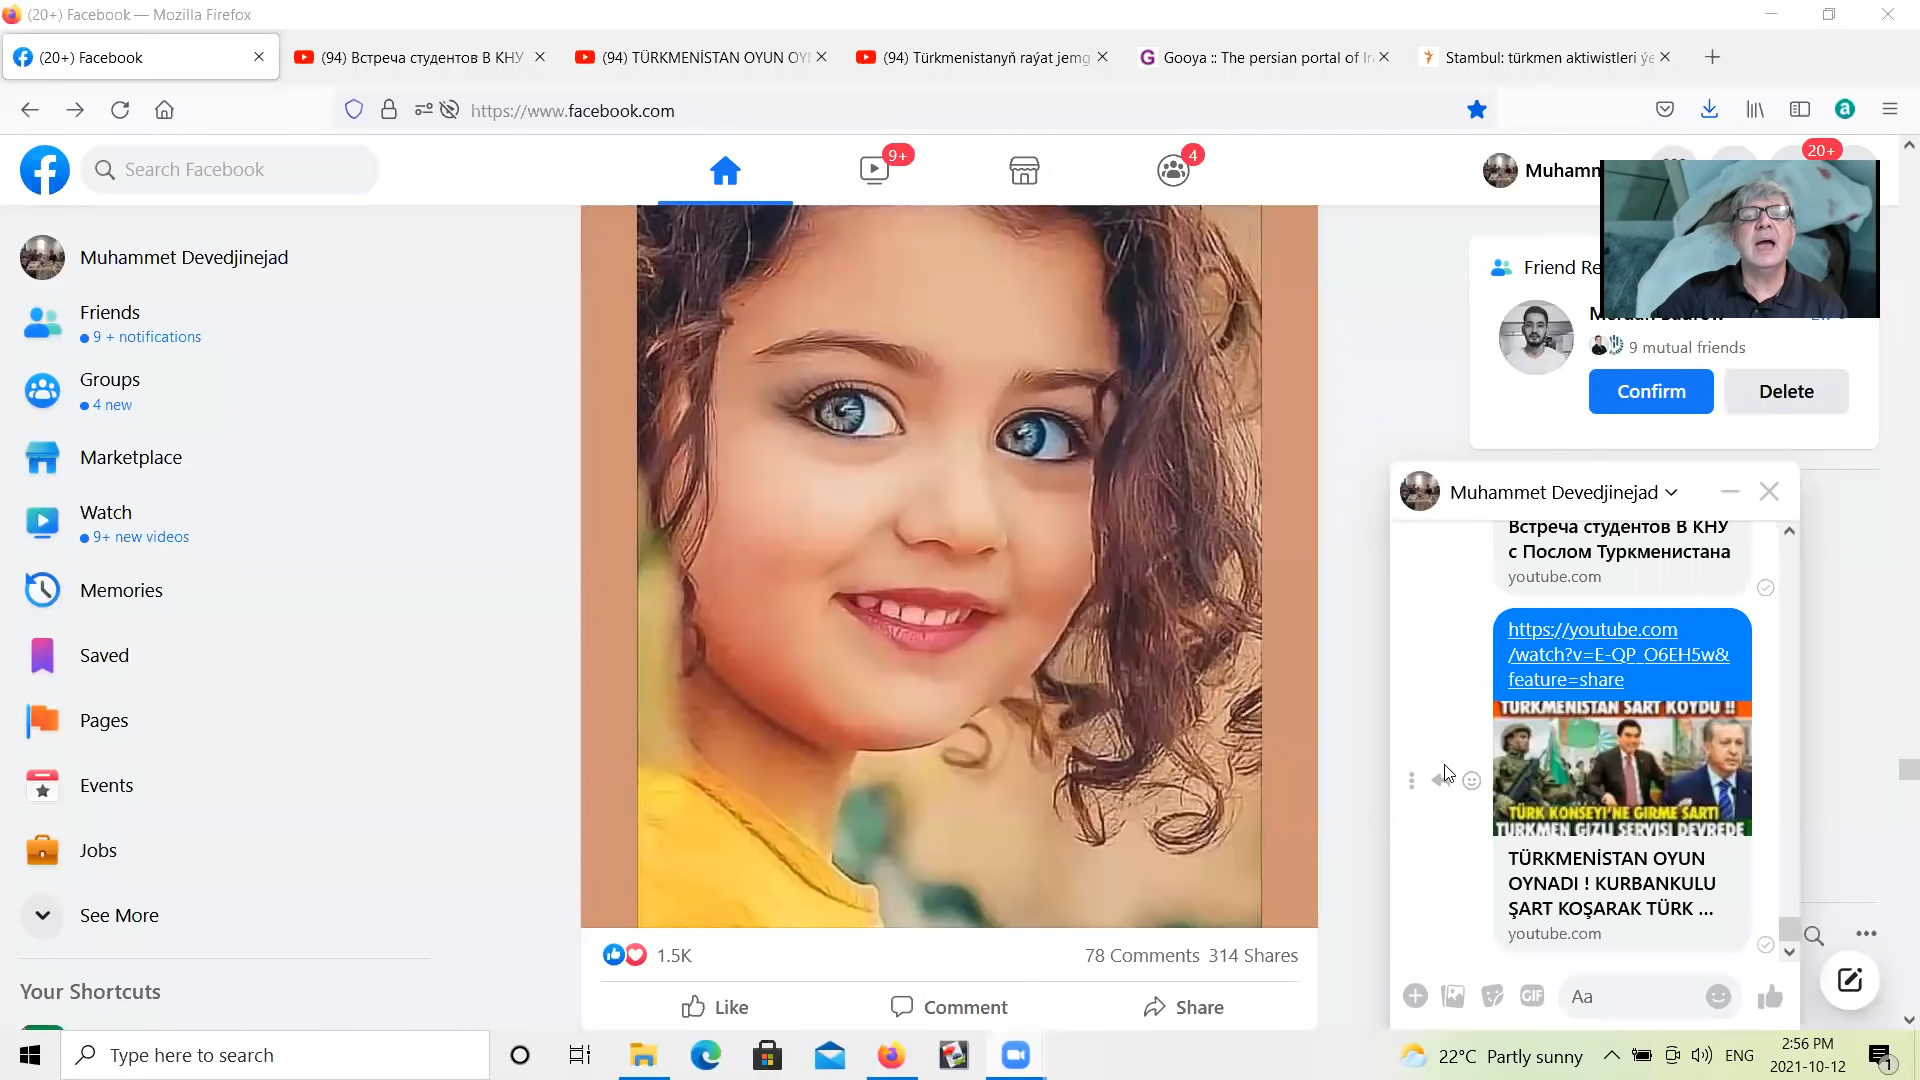 (20+) Facebook — Mozilla Firefox
(20+) Facebook
(94) Встреча студентов В КНУ
(94) TÜRKMENİSTAN OYUN OY
(94) Türkmenistanyň raýat jemg
Gooya :: The persian portal of Ir
Stambul: türkmen aktiwistleri ýe
https://www.facebook.com
Search Facebook
9+
4
Muhamm
20+
Muhammet Devedjinejad
Friends
9 + notifications
Groups
4 new
Marketplace
Watch
9+ new videos
Memories
Saved
Pages
Events
Jobs
See More
Your Shortcuts
1.5K
78 Comments 314 Shares
Like
Comment
Share
Friend Re
9 mutual friends
Confirm
Delete
Muhammet Devedjinejad
Встреча студентов В КНУ
с Послом Туркменистана
youtube.com
https://youtube.com
/watch?v=E-QP_O6EH5w&
feature=share
TÜRKMENİSTAN ŞART KOYDU !!
TÜRK KONSEYİ'NE GİRME ŞARTI
TÜRKMEN GİZLİ SERVİSİ DEVREDE
TÜRKMENİSTAN OYUN
OYNADI ! KURBANKULU
ŞART KOŞARAK TÜRK ...
youtube.com
GIF
Aa
Type here to search
22°C Partly sunny
ENG
2:56 PM
2021-10-12
1